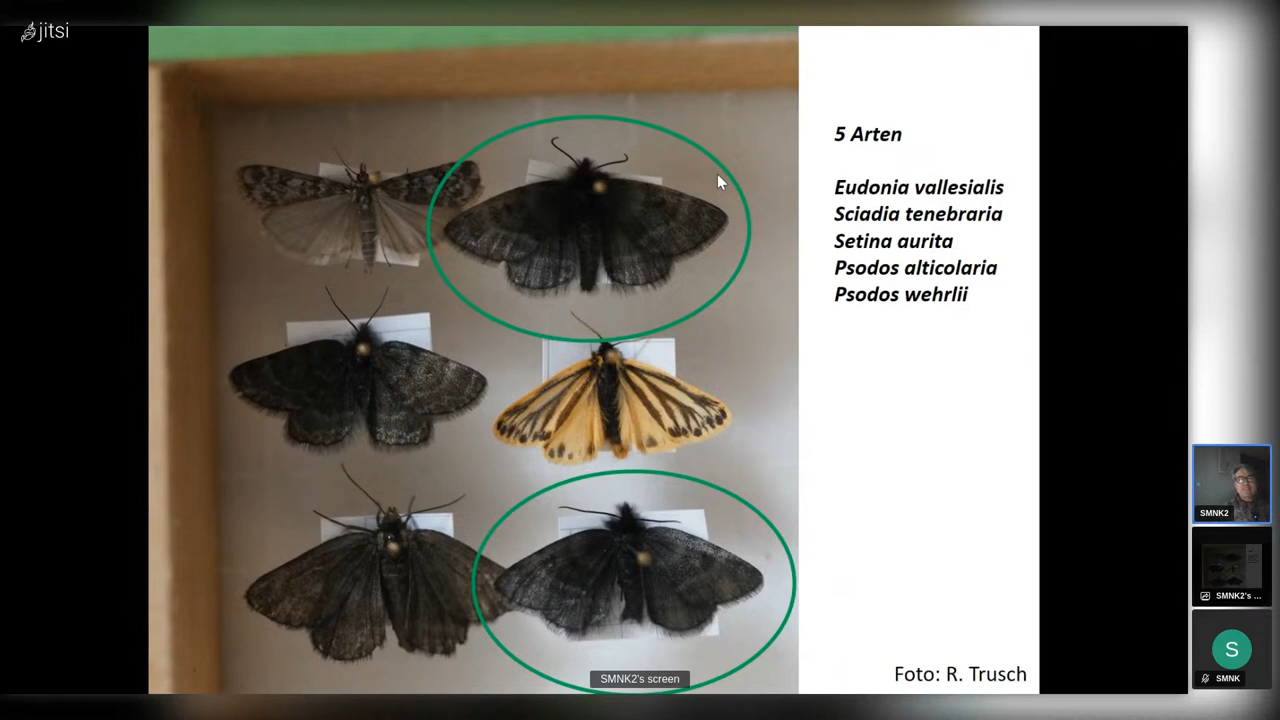 jitsi
5 Arten
Eudonia vallesialis
Sciadia tenebraria
Setina aurita
Psodos alticolaria
Psodos wehrlii
Foto: R. Trusch
SMNK2's screen
SMNK2
SMNK2's ...
S
SMNK